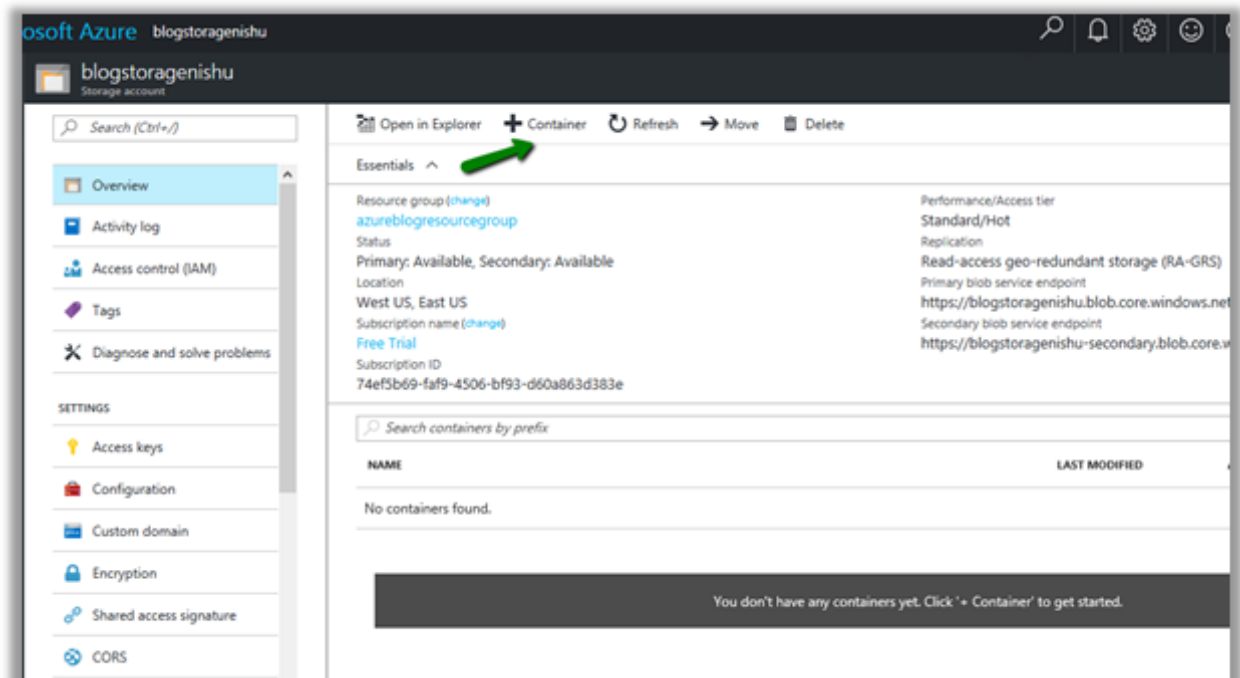 osoft Azure blogstoragenishu
blogstoragenishu
Storage account
Search (Ctrl+/)
Overview
Activity log
Access control (IAM)
Tags
Diagnose and solve problems
SETTINGS
Access keys
Configuration
Custom domain
Encryption
Shared access signature
CORS
Open in Explorer Container Refresh Move Delete
Essentials
Resource group (change)
azureblogresourcegroup
Status
Primary: Available, Secondary: Available
Location
West US, East US
Subscription name (change)
Free Trial
Subscription ID
74ef5b69-faf9-4506-bf93-d60a863d383e
Performance/Access tier
Standard/Hot
Replication
Read-access geo-redundant storage (RA-GRS)
Primary blob service endpoint
https://blogstoragenishu.blob.core.windows.net
Secondary blob service endpoint
https://blogstoragenishu-secondary.blob.core.w
Search containers by prefix
NAME LAST MODIFIED
No containers found.
You don't have any containers yet. Click '+ Container' to get started.